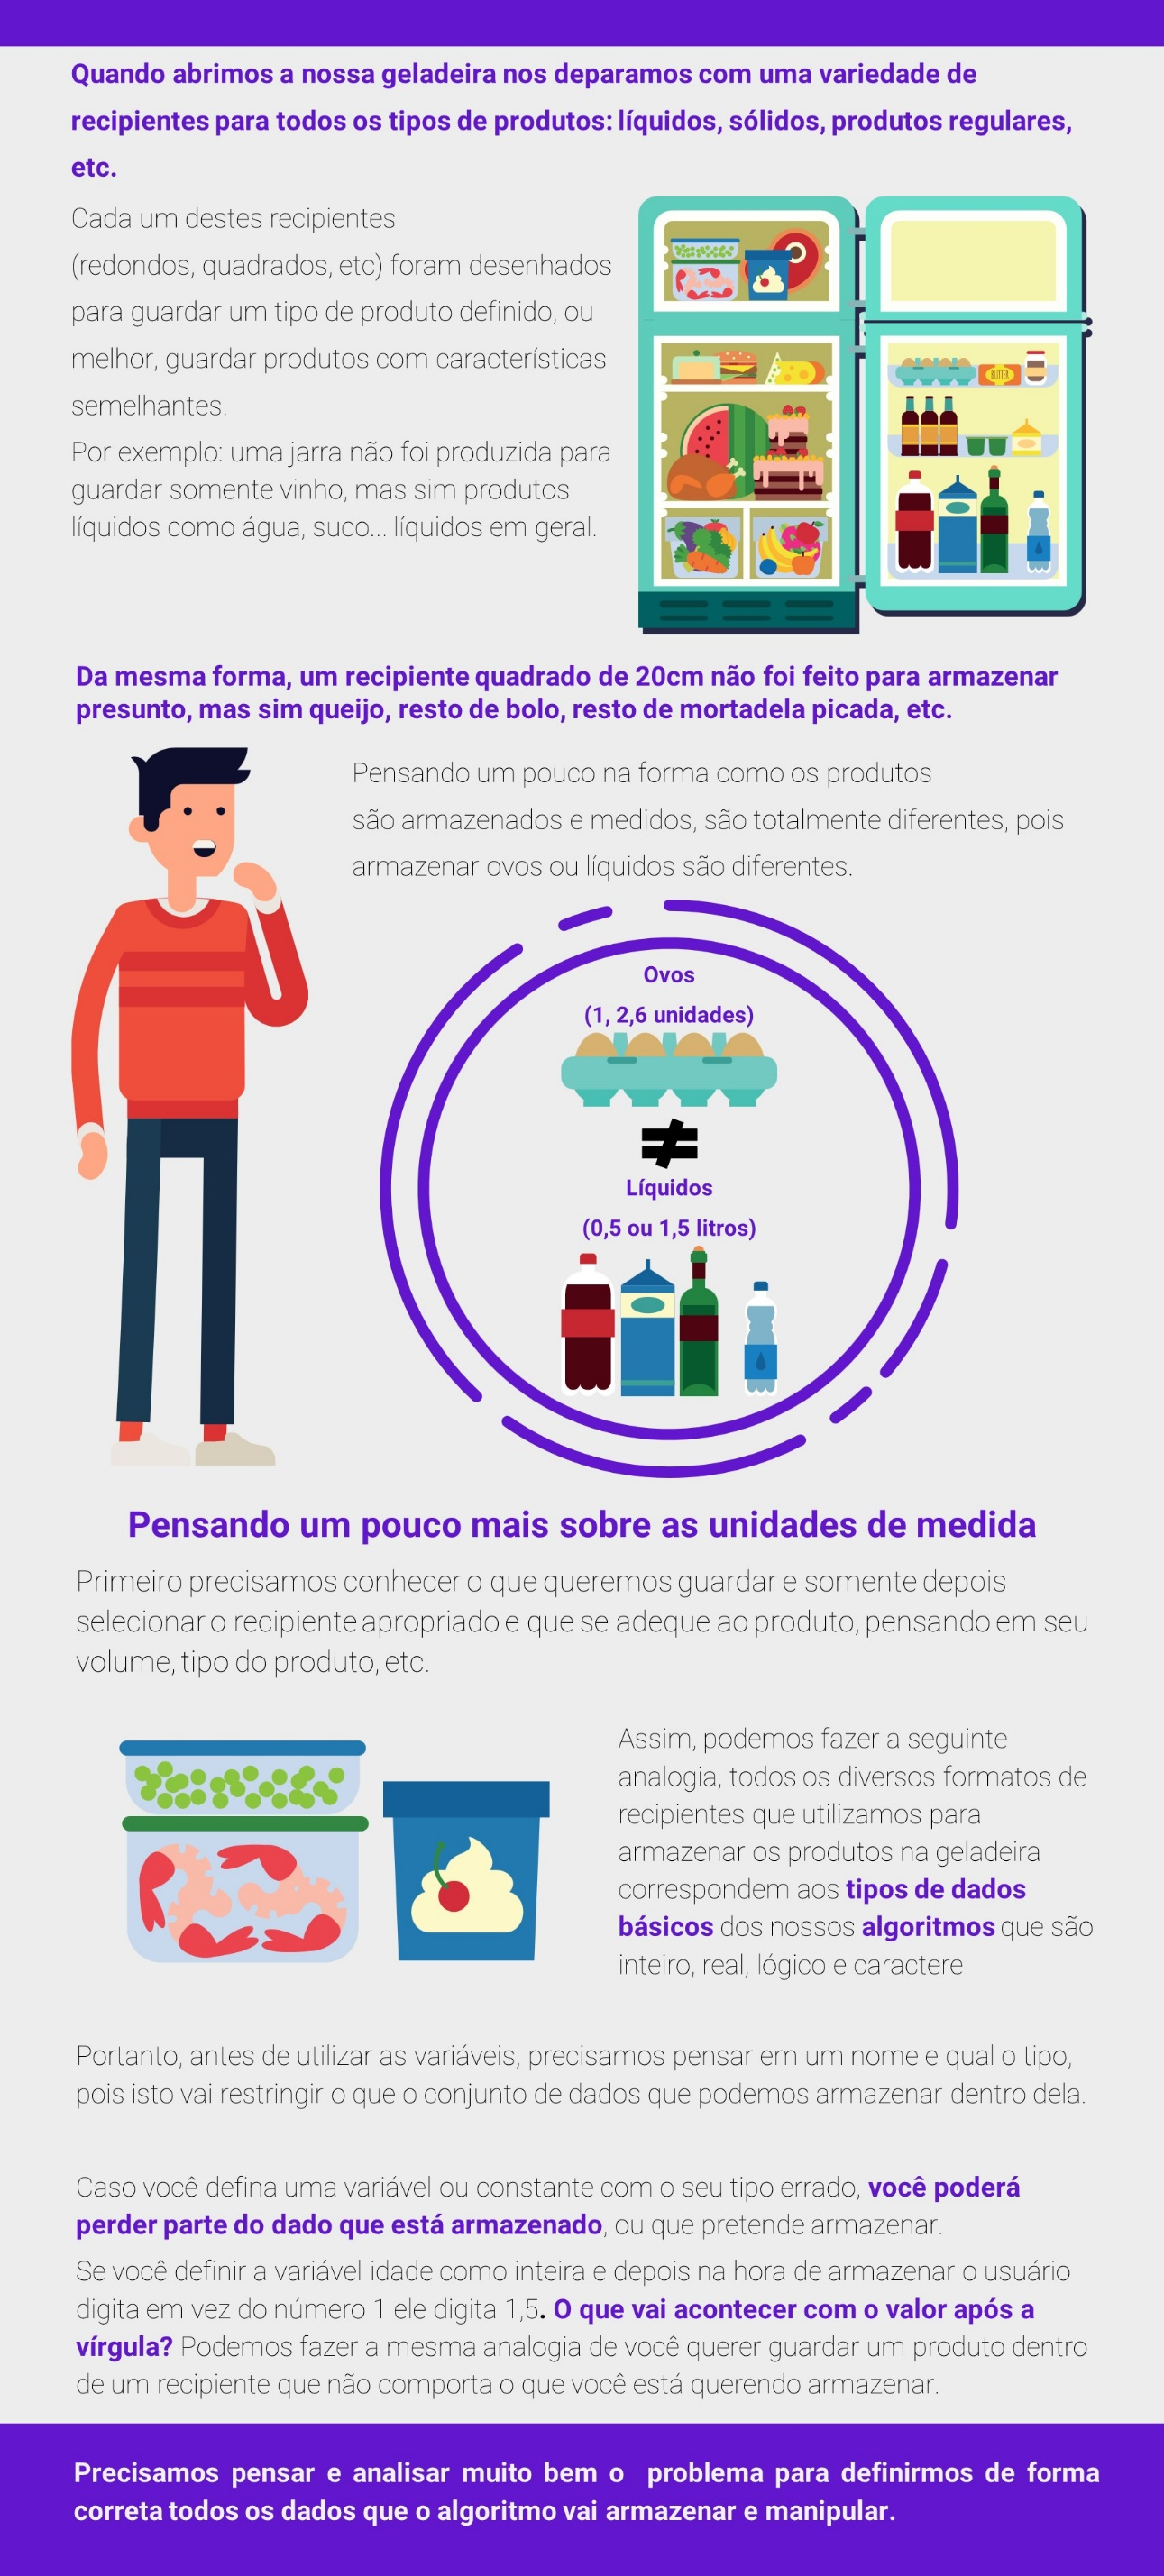 Quando abrimos a nossa geladeira nos deparamos com uma variedade de
recipientes para todos os tipos de produtos: líquidos, sólidos, produtos regulares,
etc.
Cada um destes recipientes
(redondos, quadrados, etc) foram desenhados
para guardar um tipo de produto definido, ou
melhor, guardar produtos com características
semelhantes.
Por exemplo: uma jarra não foi produzida para
guardar somente vinho, mas sim produtos
líquidos como água, suco... líquidos em geral.
BUTTER
Da mesma forma, um recipiente quadrado de 20cm não foi feito para armazenar
presunto, mas sim queijo, resto de bolo, resto de mortadela picada, etc.
Pensando um pouco na forma como os produtos
são armazenados e medidos, são totalmente diferentes, pois
armazenar ovos ou líquidos são diferentes.
Ovos
(1, 2,6 unidades)
≠
Líquidos
(0,5 ou 1,5 litros)
Pensando um pouco mais sobre as unidades de medida
Primeiro precisamos conhecer o que queremos guardar e somente depois
selecionar o recipiente apropriado e que se adeque ao produto, pensando em seu
volume, tipo do produto, etc.
Assim, podemos fazer a seguinte
analogia, todos os diversos formatos de
recipientes que utilizamos para
armazenar os produtos na geladeira
correspondem aos tipos de dados
básicos dos nossos algoritmos que são
inteiro, real, lógico e caractere
Portanto, antes de utilizar as variáveis, precisamos pensar em um nome e qual o tipo,
pois isto vai restringir o que o conjunto de dados que podemos armazenar dentro dela.
Caso você defina uma variável ou constante com o seu tipo errado, você poderá
perder parte do dado que está armazenado, ou que pretende armazenar.
Se você definir a variável idade como inteira e depois na hora de armazenar o usuário
digita em vez do número 1 ele digita 1,5. O que vai acontecer com o valor após a
vírgula? Podemos fazer a mesma analogia de você querer guardar um produto dentro
de um recipiente que não comporta o que você está querendo armazenar.
Precisamos pensar e analisar muito bem o problema para definirmos de forma
correta todos os dados que o algoritmo vai armazenar e manipular.